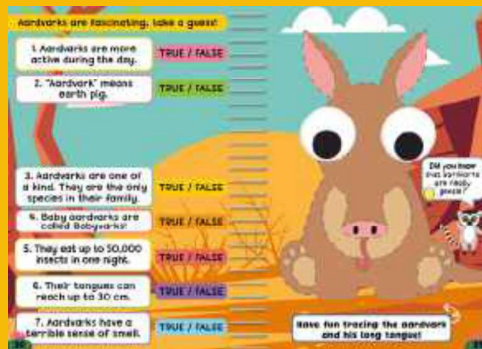 Aardvarks are fascinating, take a guess!
1. Aardvarks are more
active during the day.
TRUE / FALSE
2. "Aardvark" means
earth pig.
TRUE / FALSE
3. Aardvarks are one of
a kind. They are the only
species in their family.
TRUE / FALSE
4. Baby aardvarks are
called Babyvarks!
TRUE / FALSE
5. They eat up to 50,000
insects in one night.
TRUE / FALSE
6. Their tongues can
reach up to 30 cm.
TRUE / FALSE
7. Aardvarks have a
terrible sense of smell.
TRUE / FALSE
Did you know
that aardvarks
are really
Have fun tracing the aardvark
and his long tongue!